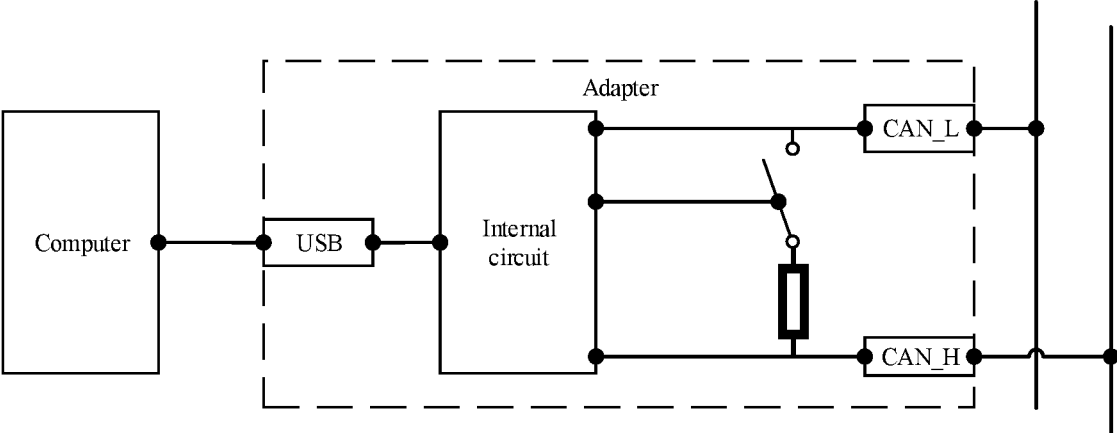 Adapter
CAN_L
Computer
USB
Internal
circuit
CAN_H